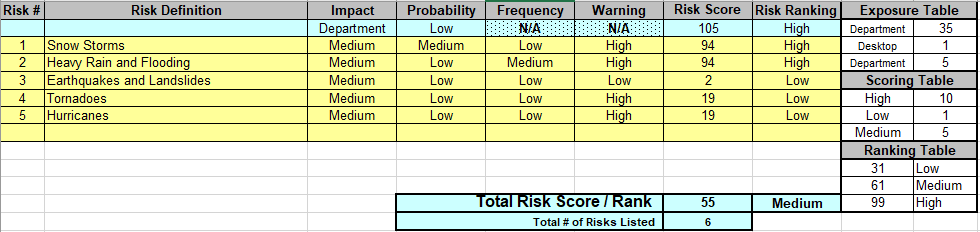 Risk # Risk Definition Impact Probability Frequency Warning Risk Score Risk Ranking Exposure Table
Department Low N/A N/A 105 High Department 35
1 Snow Storms Medium Medium Low High 94 High Desktop 1
2 Heavy Rain and Flooding Medium Low Medium High 94 High Department 5
3 Earthquakes and Landslides Medium Low Low Low 2 Low Scoring Table
4 Tornadoes Medium Low Low High 19 Low High 10
5 Hurricanes Medium Low Low High 19 Low Low 1
Medium 5
Ranking Table
31 Low
61 Medium
Total Risk Score / Rank 55 Medium 99 High
Total # of Risks Listed 6